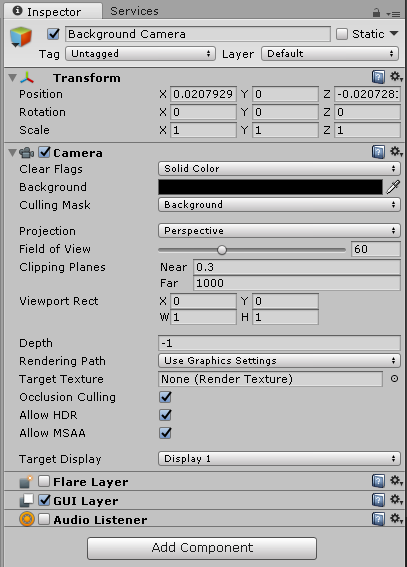 Inspector Services
Background Camera Static
Tag Untagged Layer Default
Transform
Position X 0.0207929 Y 0 Z -0.020728
Rotation X 0 Y 0 Z 0
Scale X 1 Y 1 Z 1
Camera
Clear Flags Solid Color
Background
Culling Mask Background
Projection Perspective
Field of View 60
Clipping Planes Near 0.3
Far 1000
Viewport Rect X 0 Y 0
W 1 H 1
Depth -1
Rendering Path Use Graphics Settings
Target Texture None (Render Texture)
Occlusion Culling
Allow HDR
Allow MSAA
Target Display Display 1
Flare Layer
GUI Layer
Audio Listener
Add Component